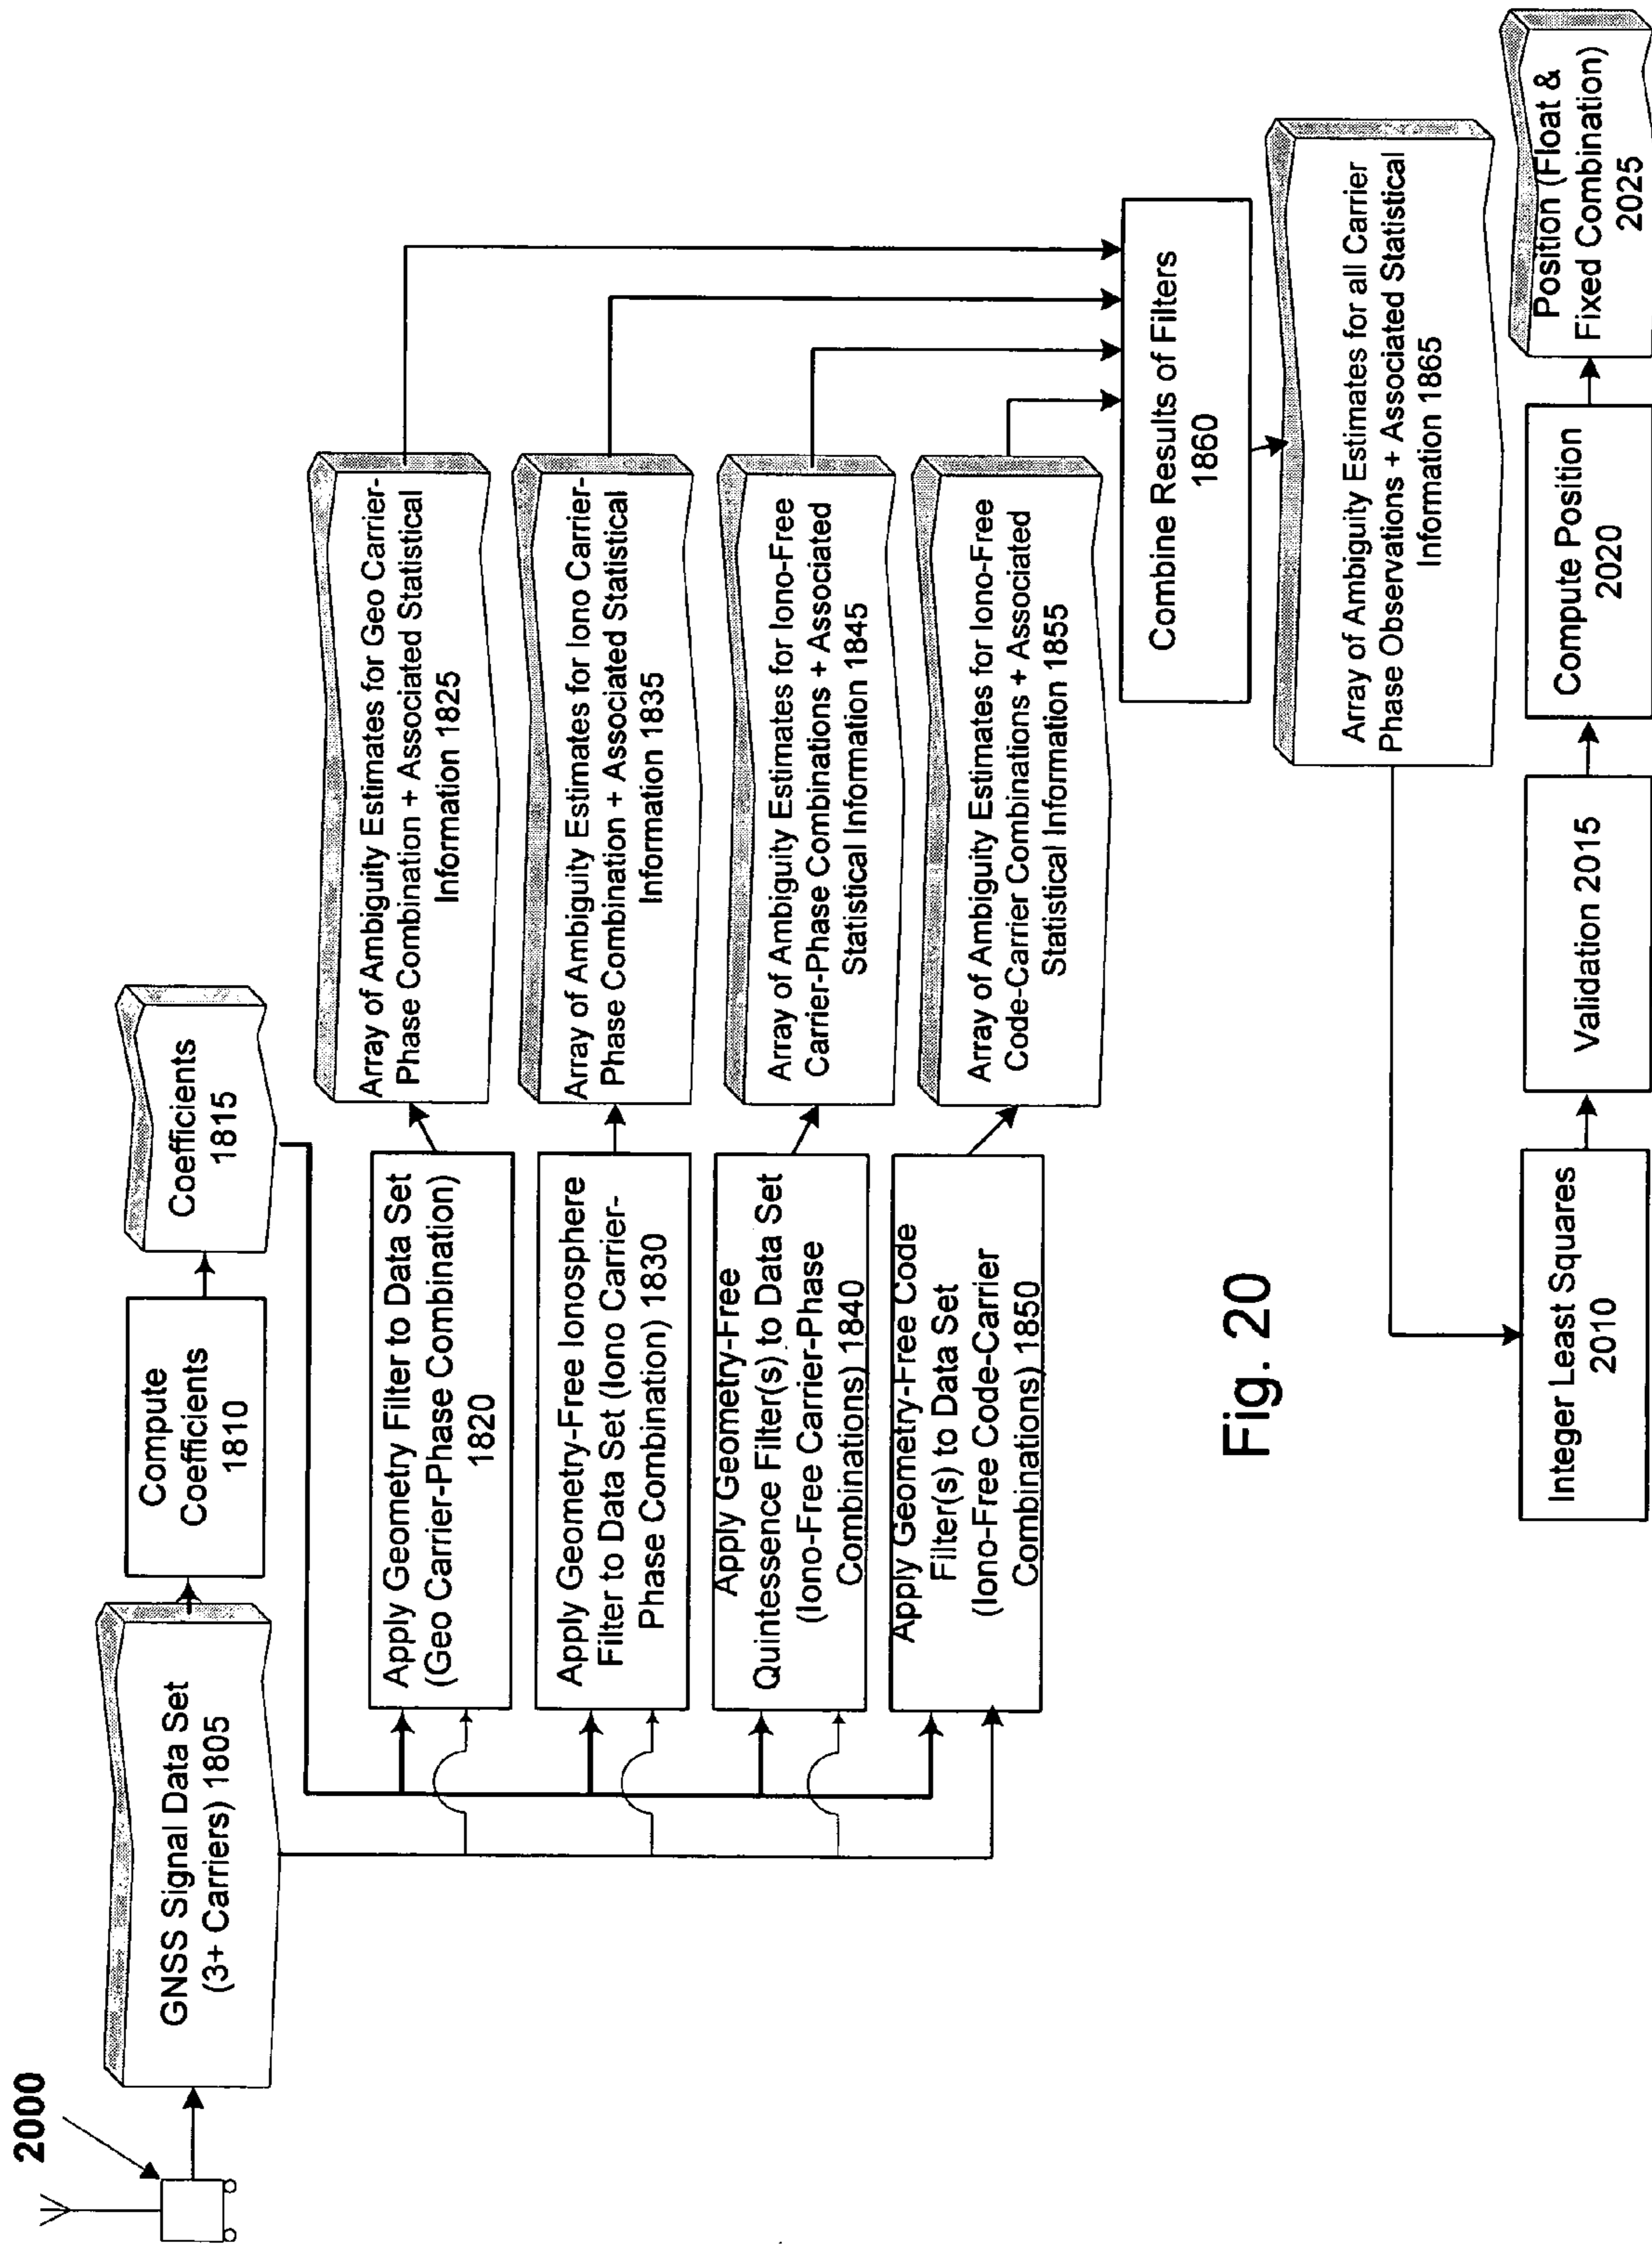 2000
GNSS Signal Data Set
(3+ Carriers) 1805
Compute
Coefficients
1810
Coefficients
1815
Apply Geometry Filter to Data Set
(Geo Carrier-Phase Combination)
1820
Array of Ambiguity Estimates for Geo Carrier-
Phase Combination + Associated Statistical
Information 1825
Apply Geometry-Free Ionosphere
Filter to Data Set (Iono Carrier-
Phase Combination) 1830
Array of Ambiguity Estimates for Iono Carrier-
Phase Combination + Associated Statistical
Information 1835
Apply Geometry-Free
Quintessence Filter(s) to Data Set
(Iono-Free Carrier-Phase
Combinations) 1840
Array of Ambiguity Estimates for Iono-Free
Carrier-Phase Combinations + Associated
Statistical Information 1845
Apply Geometry-Free Code
Filter(s) to Data Set
(Iono-Free Code-Carrier
Combinations) 1850
Array of Ambiguity Estimates for Iono-Free
Code-Carrier Combinations + Associated
Statistical Information 1855
Combine Results of Filters
1860
Array of Ambiguity Estimates for all Carrier
Phase Observations + Associated Statistical
Information 1865
Fig. 20
Integer Least Squares
2010
Validation 2015
Compute Position
2020
Position (Float &
Fixed Combination)
2025